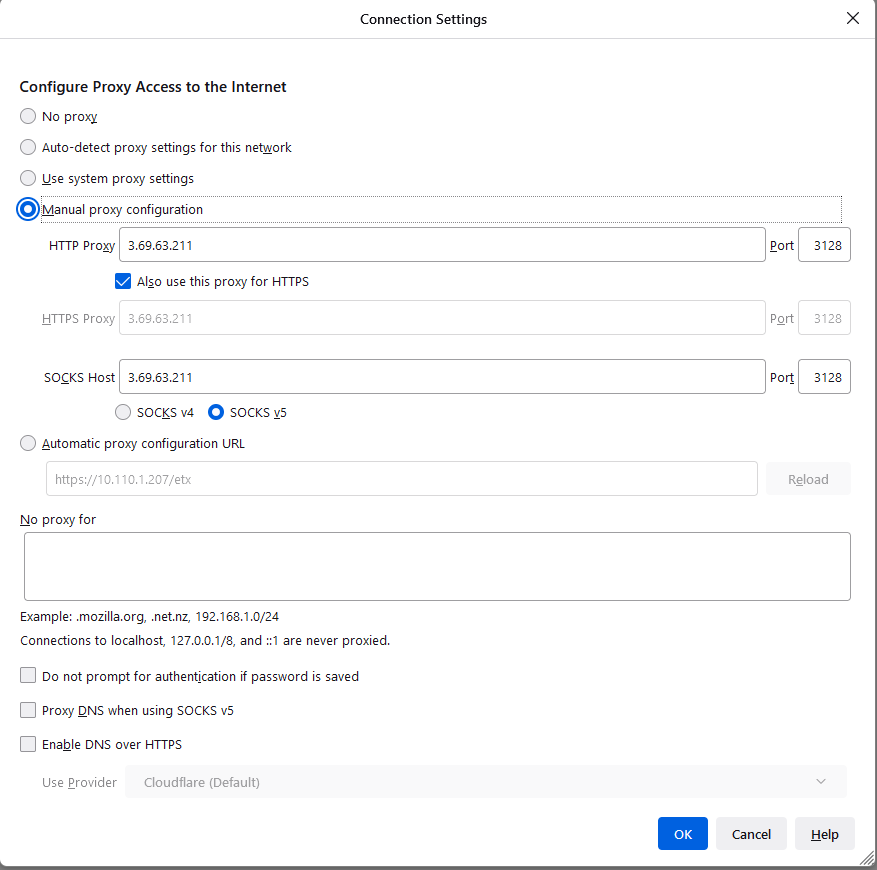 Connection Settings
Configure Proxy Access to the Internet
No proxy
Auto-detect proxy settings for this network
Use system proxy settings
Manual proxy configuration
HTTP Proxy 3.69.63.211 Port 3128
Also use this proxy for HTTPS
HTTPS Proxy 3.69.63.211 Port 3128
SOCKS Host 3.69.63.211 Port 3128
SOCKS v4 SOCKS v5
Automatic proxy configuration URL
https://10.110.1.207/etx Reload
No proxy for
Example: .mozilla.org, .net.nz, 192.168.1.0/24
Connections to localhost, 127.0.0.1/8, and ::1 are never proxied.
Do not prompt for authentication if password is saved
Proxy DNS when using SOCKS v5
Enable DNS over HTTPS
Use Provider Cloudflare (Default)
OK Cancel Help